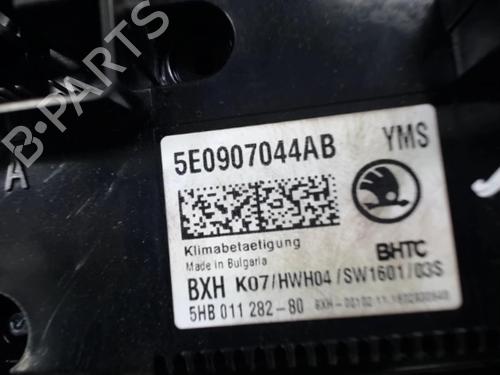 B-PARTS
A
5E0907044AB YMS
Klimabetaetigung
Made in Bulgaria
BHTC
BXH K07/HWH04/SW1601/03S
5HB 011 282-80